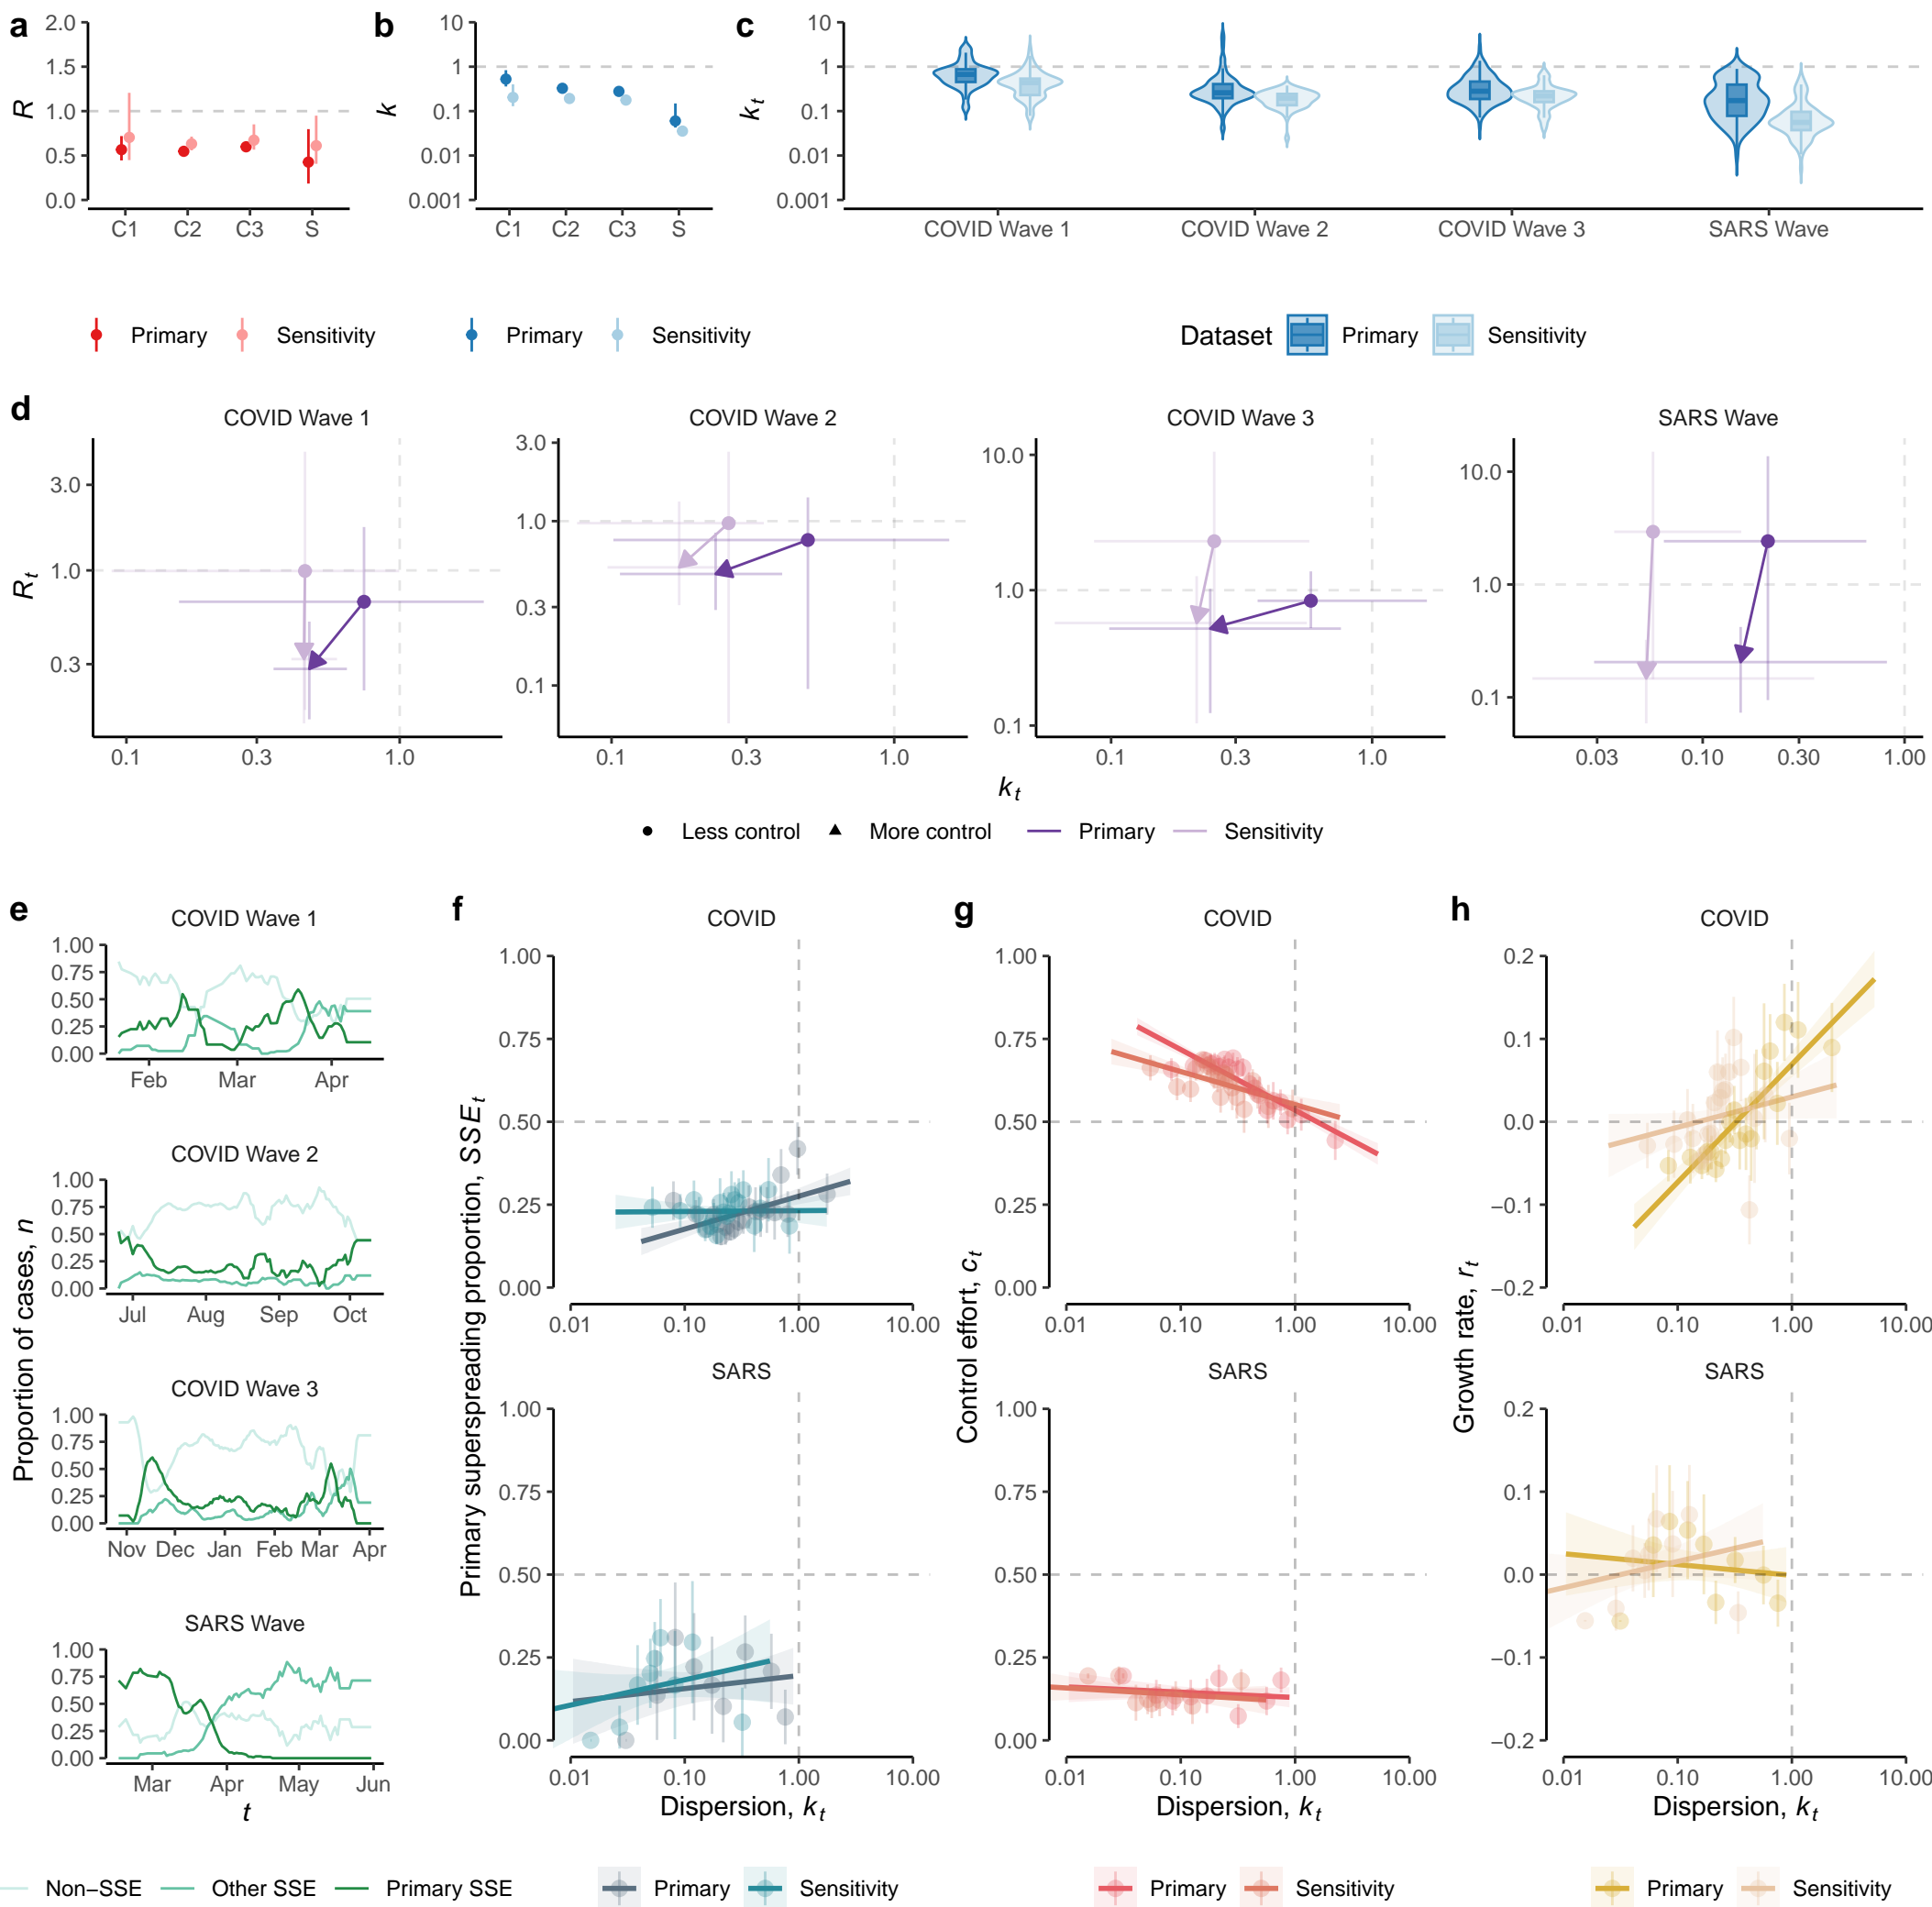 a
R
2.0
1.5
1.0
0.5
0.0
C1 C2 C3 S
Primary Sensitivity
b
k
10
1
0.1
0.01
0.001
C1 C2 C3 S
Primary Sensitivity
c
k t
10
1
0.1
0.01
0.001
COVID Wave 1 COVID Wave 2 COVID Wave 3 SARS Wave
Dataset Primary Sensitivity
d
R t
COVID Wave 1
3.0
1.0
0.3
0.1 0.3 1.0
COVID Wave 2
3.0
1.0
0.3
0.1
0.1 0.3 1.0
COVID Wave 3
10.0
1.0
0.1
0.1 0.3 1.0
SARS Wave
10.0
1.0
0.1
0.03 0.10 0.30 1.00
k t
Less control More control Primary Sensitivity
e
Proportion of cases, n
COVID Wave 1
1.00
0.75
0.50
0.25
0.00
Feb Mar Apr
COVID Wave 2
1.00
0.75
0.50
0.25
0.00
Jul Aug Sep Oct
COVID Wave 3
1.00
0.75
0.50
0.25
0.00
Nov Dec Jan Feb Mar Apr
SARS Wave
1.00
0.75
0.50
0.25
0.00
Mar Apr May Jun
t
Non−SSE Other SSE Primary SSE
f
Primary superspreading proportion, SSE t
COVID
1.00
0.75
0.50
0.25
0.00
0.01 0.10 1.00 10.00
SARS
1.00
0.75
0.50
0.25
0.00
0.01 0.10 1.00 10.00
Dispersion, k t
Primary Sensitivity
g
Control effort, c t
COVID
1.00
0.75
0.50
0.25
0.00
0.01 0.10 1.00 10.00
SARS
1.00
0.75
0.50
0.25
0.00
0.01 0.10 1.00 10.00
Dispersion, k t
Primary Sensitivity
h
Growth rate, r t
COVID
0.2
0.1
0.0
−0.1
−0.2
0.01 0.10 1.00 10.00
SARS
0.2
0.1
0.0
−0.1
−0.2
0.01 0.10 1.00 10.00
Dispersion, k t
Primary Sensitivity